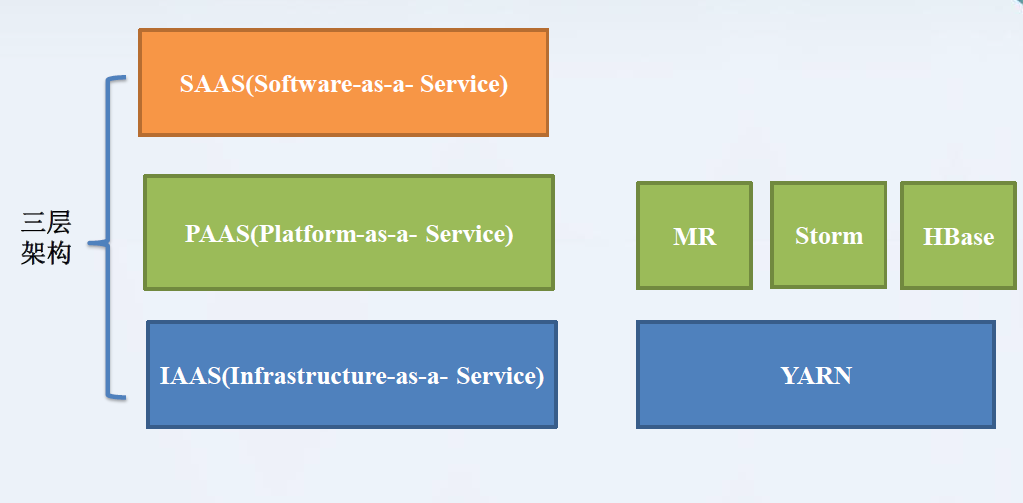 SAAS(Software-as-a- Service)
三层
架构
PAAS(Platform-as-a- Service)
MR
Storm
HBase
IAAS(Infrastructure-as-a- Service)
YARN